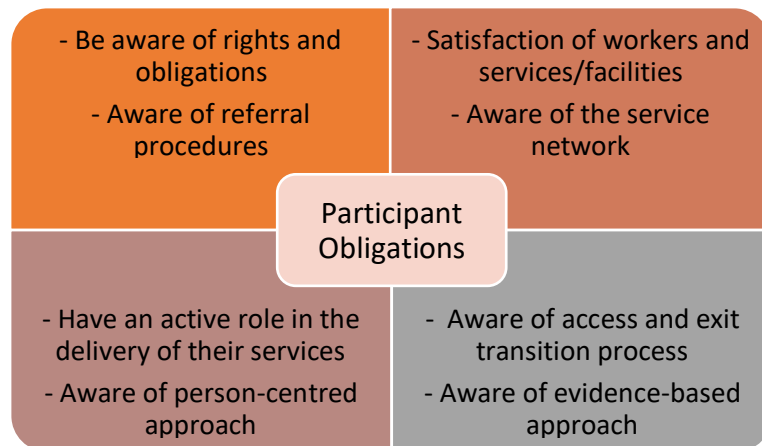 - Be aware of rights and
obligations
- Aware of referral
procedures
- Satisfaction of workers and
services/facilities
- Aware of the service
network
Participant
Obligations
- Have an active role in the
delivery of their services
- Aware of person-centred
approach
- Aware of access and exit
transition process
- Aware of evidence-based
approach